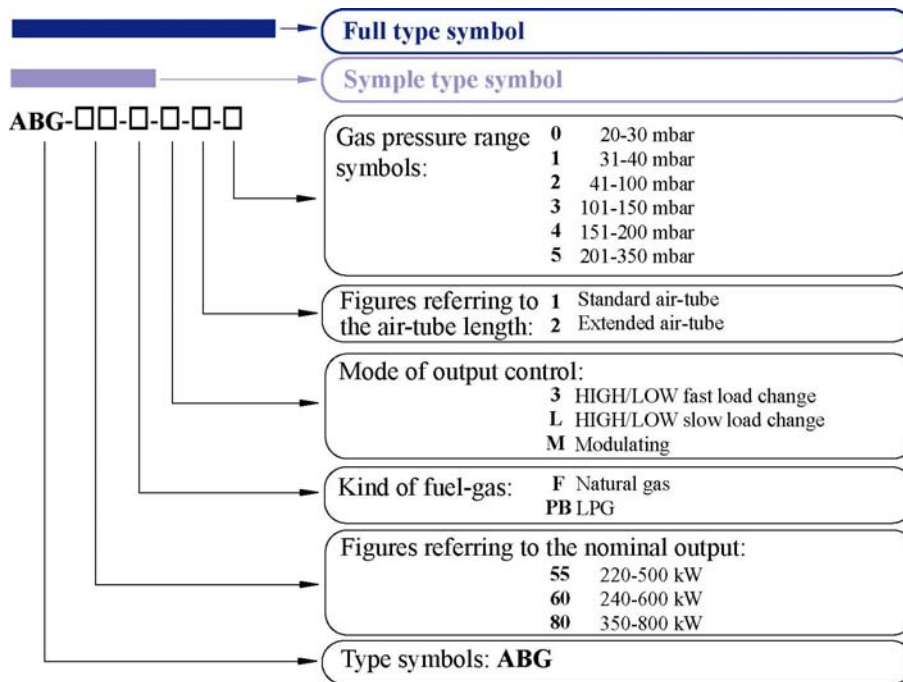 Full type symbol
Symple type symbol
ABG-□□-□-□-□-□
Gas pressure range symbols:
0 20-30 mbar
1 31-40 mbar
2 41-100 mbar
3 101-150 mbar
4 151-200 mbar
5 201-350 mbar
Figures referring to the air-tube length:
1 Standard air-tube
2 Extended air-tube
Mode of output control:
3 HIGH/LOW fast load change
L HIGH/LOW slow load change
M Modulating
Kind of fuel-gas:
F Natural gas
PB LPG
Figures referring to the nominal output:
55 220-500 kW
60 240-600 kW
80 350-800 kW
Type symbols: ABG